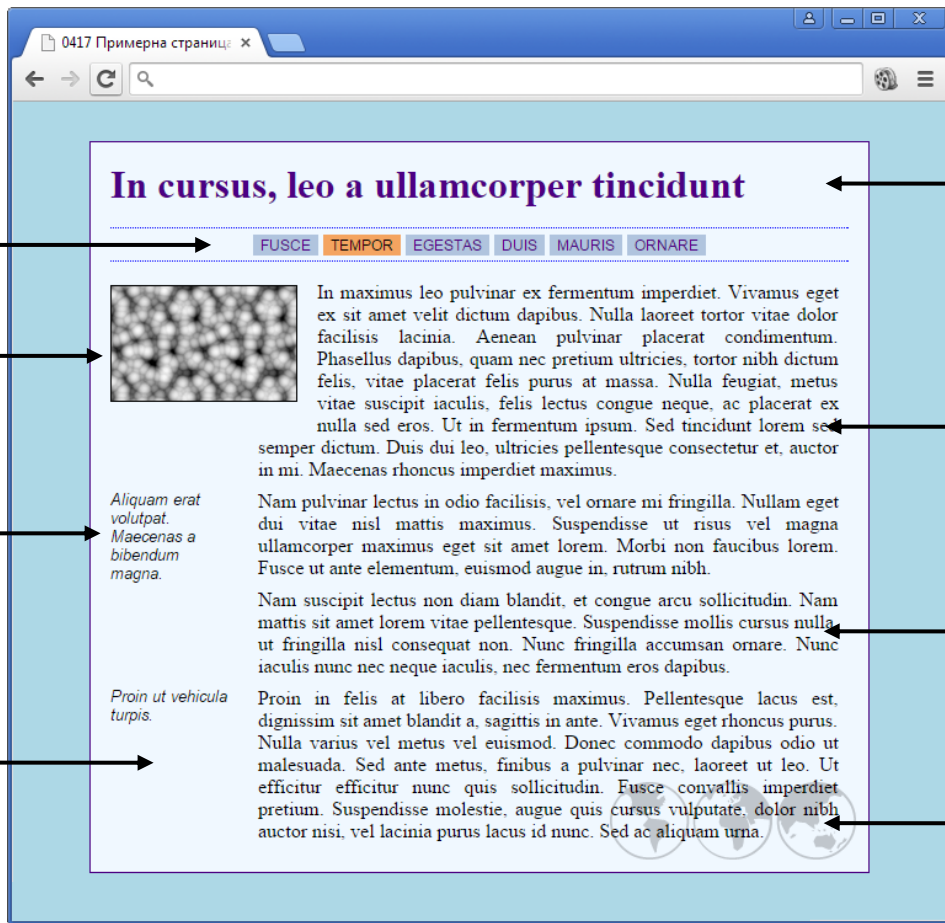 0417 Примерна страница
In cursus, leo a ullamcorper tincidunt
FUSCE TEMPOR EGESTAS DUIS MAURIS ORNARE
In maximus leo pulvinar ex fermentum imperdiet. Vivamus eget
ex sit amet velit dictum dapibus. Nulla laoreet tortor vitae dolor
facilisis lacinia. Aenean pulvinar placerat condimentum.
Phasellus dapibus, quam nec pretium ultricies, tortor nibh dictum
felis, vitae placerat felis purus at massa. Nulla feugiat, metus
vitae suscipit iaculis, felis lectus congue neque, ac placerat ex
nulla sed eros. Ut in fermentum ipsum. Sed tincidunt lorem sed
semper dictum. Duis dui leo, ultricies pellentesque consectetur et, auctor
in mi. Maecenas rhoncus imperdiet maximus.
Aliquam erat
volutpat.
Maecenas a
bibendum
magna.
Nam pulvinar lectus in odio facilisis, vel ornare mi fringilla. Nullam eget
dui vitae nisl mattis maximus. Suspendisse ut risus vel magna
ullamcorper maximus eget sit amet lorem. Morbi non faucibus lorem.
Fusce ut ante elementum, euismod augue in, rutrum nibh.
Nam suscipit lectus non diam blandit, et congue arcu sollicitudin. Nam
mattis sit amet lorem vitae pellentesque. Suspendisse mollis cursus nulla,
ut fringilla nisl consequat non. Nunc fringilla accumsan ornare. Nunc
iaculis nunc nec neque iaculis, nec fermentum eros dapibus.
Proin ut vehicula
turpis.
Proin in felis at libero facilisis maximus. Pellentesque lacus est,
dignissim sit amet blandit a, sagittis in ante. Vivamus eget rhoncus purus.
Nulla varius vel metus vel euismod. Donec commodo dapibus odio ut
malesuada. Sed ante metus, finibus a pulvinar nec, laoreet ut leo. Ut
efficitur efficitur nunc quis sollicitudin. Fusce convallis imperdiet
pretium. Suspendisse molestie, augue quis cursus vulputate, dolor nibh
auctor nisi, vel lacinia purus lacus id nunc. Sed ac aliquam urna.